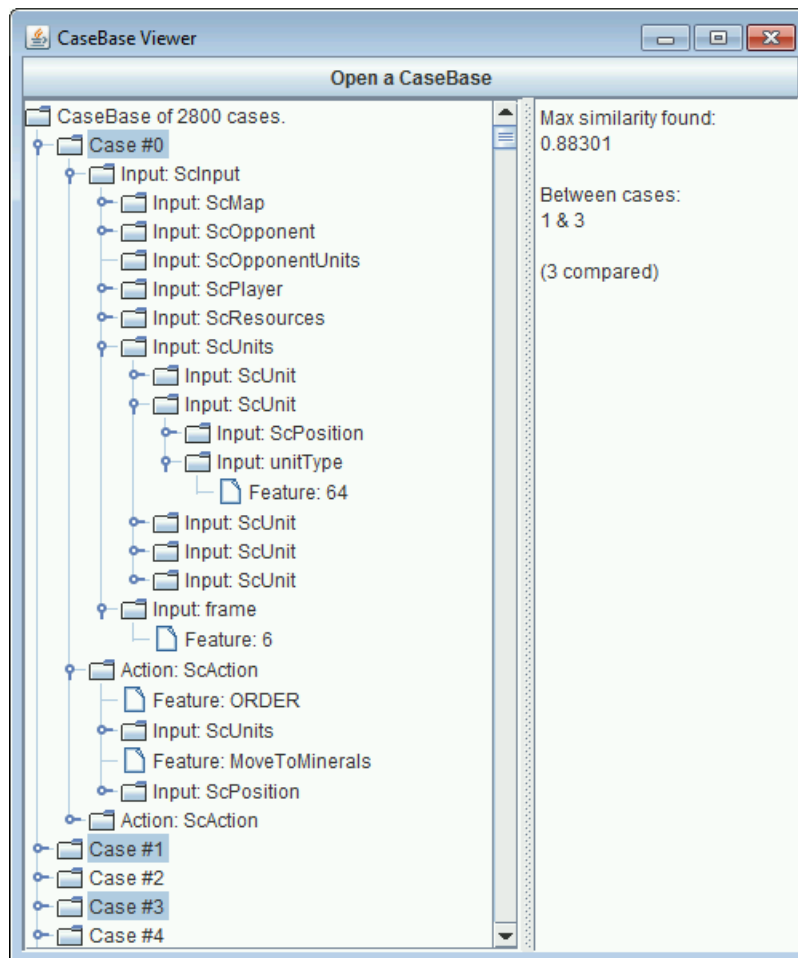 CaseBase Viewer
Open a CaseBase
CaseBase of 2800 cases.
Case #0
Input: ScInput
Input: ScMap
Input: ScOpponent
Input: ScOpponentUnits
Input: ScPlayer
Input: ScResources
Input: ScUnits
Input: ScUnit
Input: ScUnit
Input: ScPosition
Input: unitType
Feature: 64
Input: ScUnit
Input: ScUnit
Input: ScUnit
Input: frame
Feature: 6
Action: ScAction
Feature: ORDER
Input: ScUnits
Feature: MoveToMinerals
Input: ScPosition
Action: ScAction
Case #1
Case #2
Case #3
Case #4
Max similarity found:
0.88301
Between cases:
1 & 3
(3 compared)